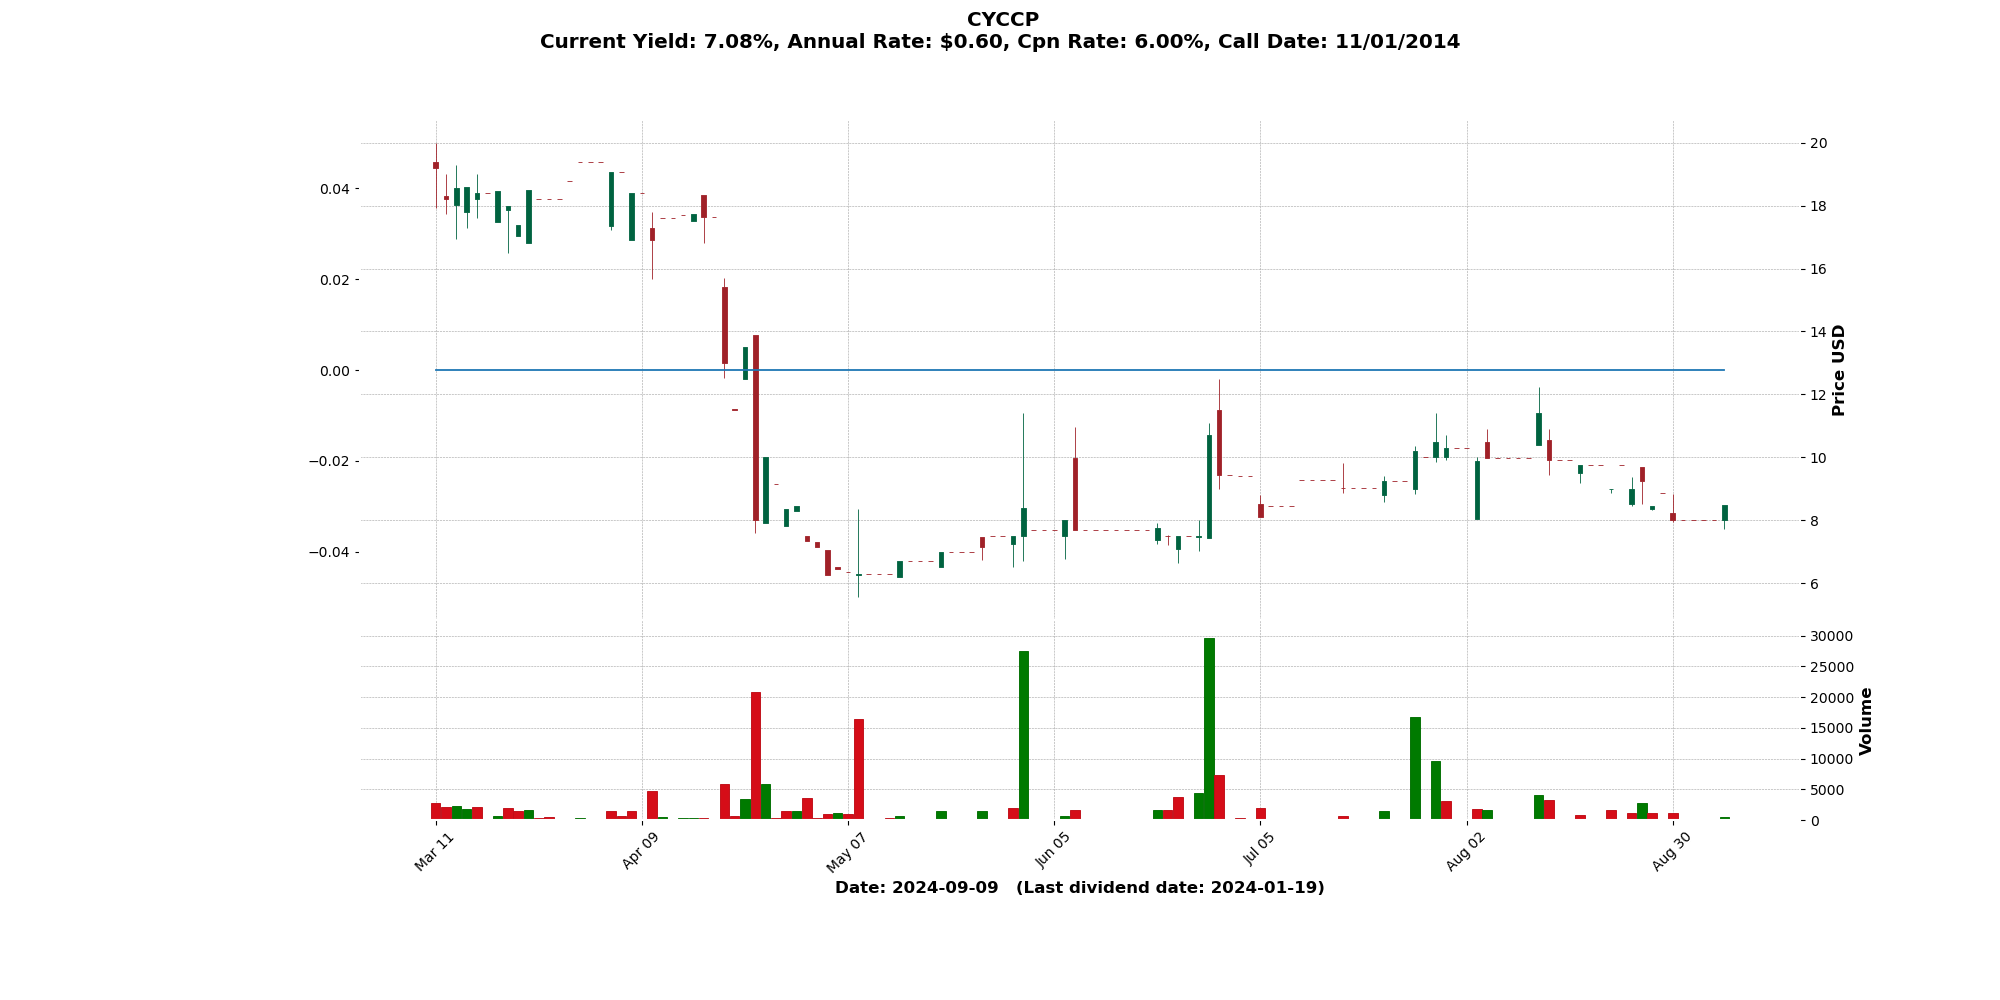 CYCCP
Current Yield: 7.08%, Annual Rate: $0.60, Cpn Rate: 6.00%, Call Date: 11/01/2014
0.04
0.02
0.00
−0.02
−0.04
20
18
16
14
12
10
8
6
Price USD
30000
25000
20000
15000
10000
5000
0
Volume
Mar 11
Apr 09
May 07
Jun 05
Jul 05
Aug 02
Aug 30
Date: 2024-09-09   (Last dividend date: 2024-01-19)